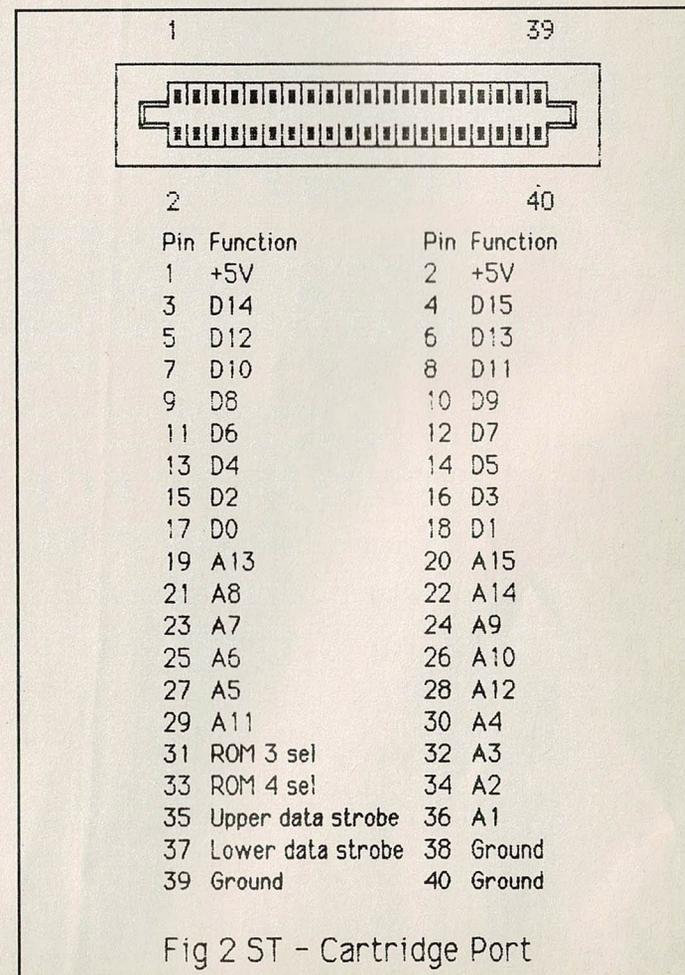 1 39
2 40
Pin Function Pin Function
1 +5V 2 +5V
3 D14 4 D15
5 D12 6 D13
7 D10 8 D11
9 D8 10 D9
11 D6 12 D7
13 D4 14 D5
15 D2 16 D3
17 D0 18 D1
19 A13 20 A15
21 A8 22 A14
23 A7 24 A9
25 A6 26 A10
27 A5 28 A12
29 A11 30 A4
31 ROM 3 sel 32 A3
33 ROM 4 sel 34 A2
35 Upper data strobe 36 A1
37 Lower data strobe 38 Ground
39 Ground 40 Ground
Fig 2 ST - Cartridge Port